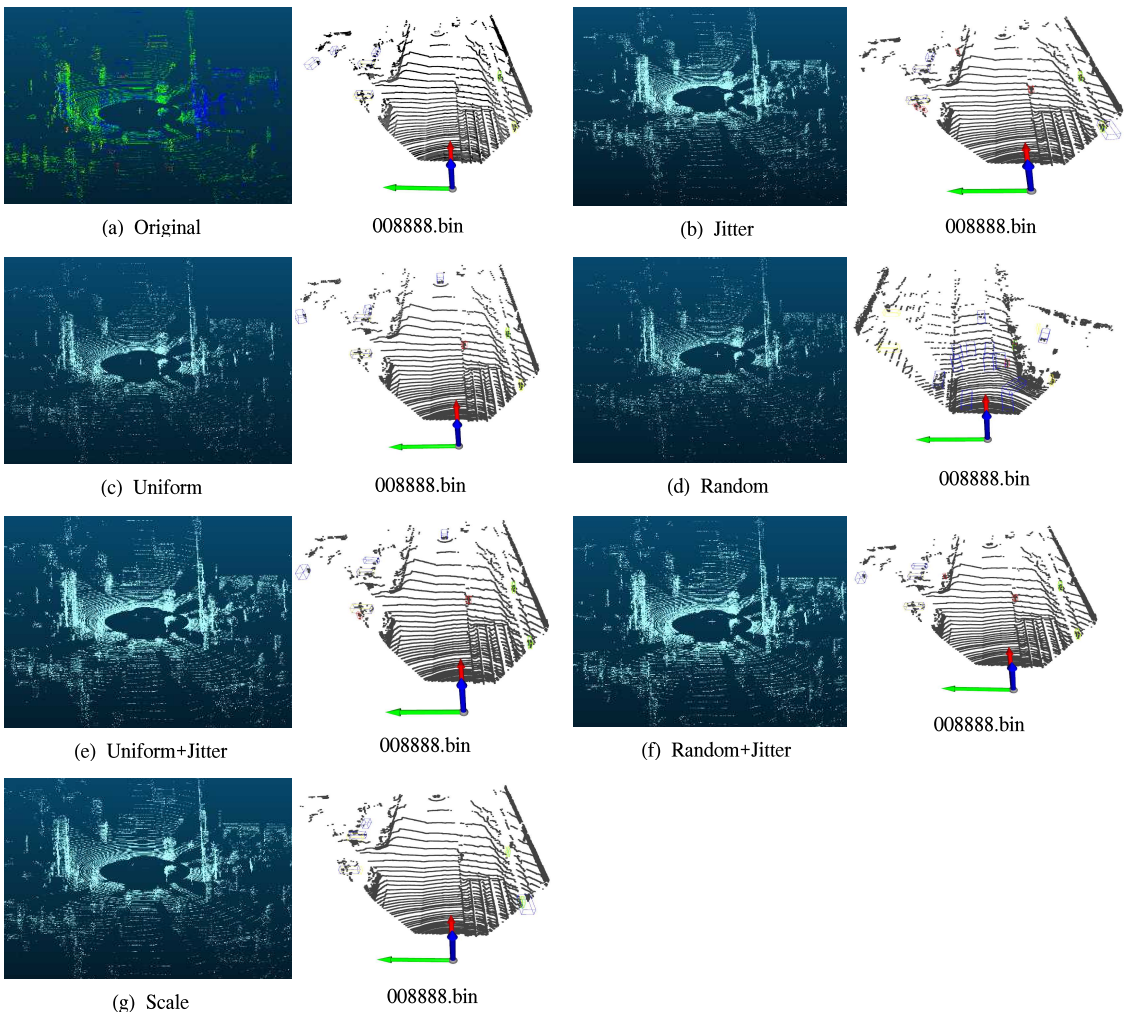 (a) Original
008888.bin
(b) Jitter
008888.bin
(c) Uniform
008888.bin
(d) Random
008888.bin
(e) Uniform+Jitter
008888.bin
(f) Random+Jitter
008888.bin
(g) Scale
008888.bin